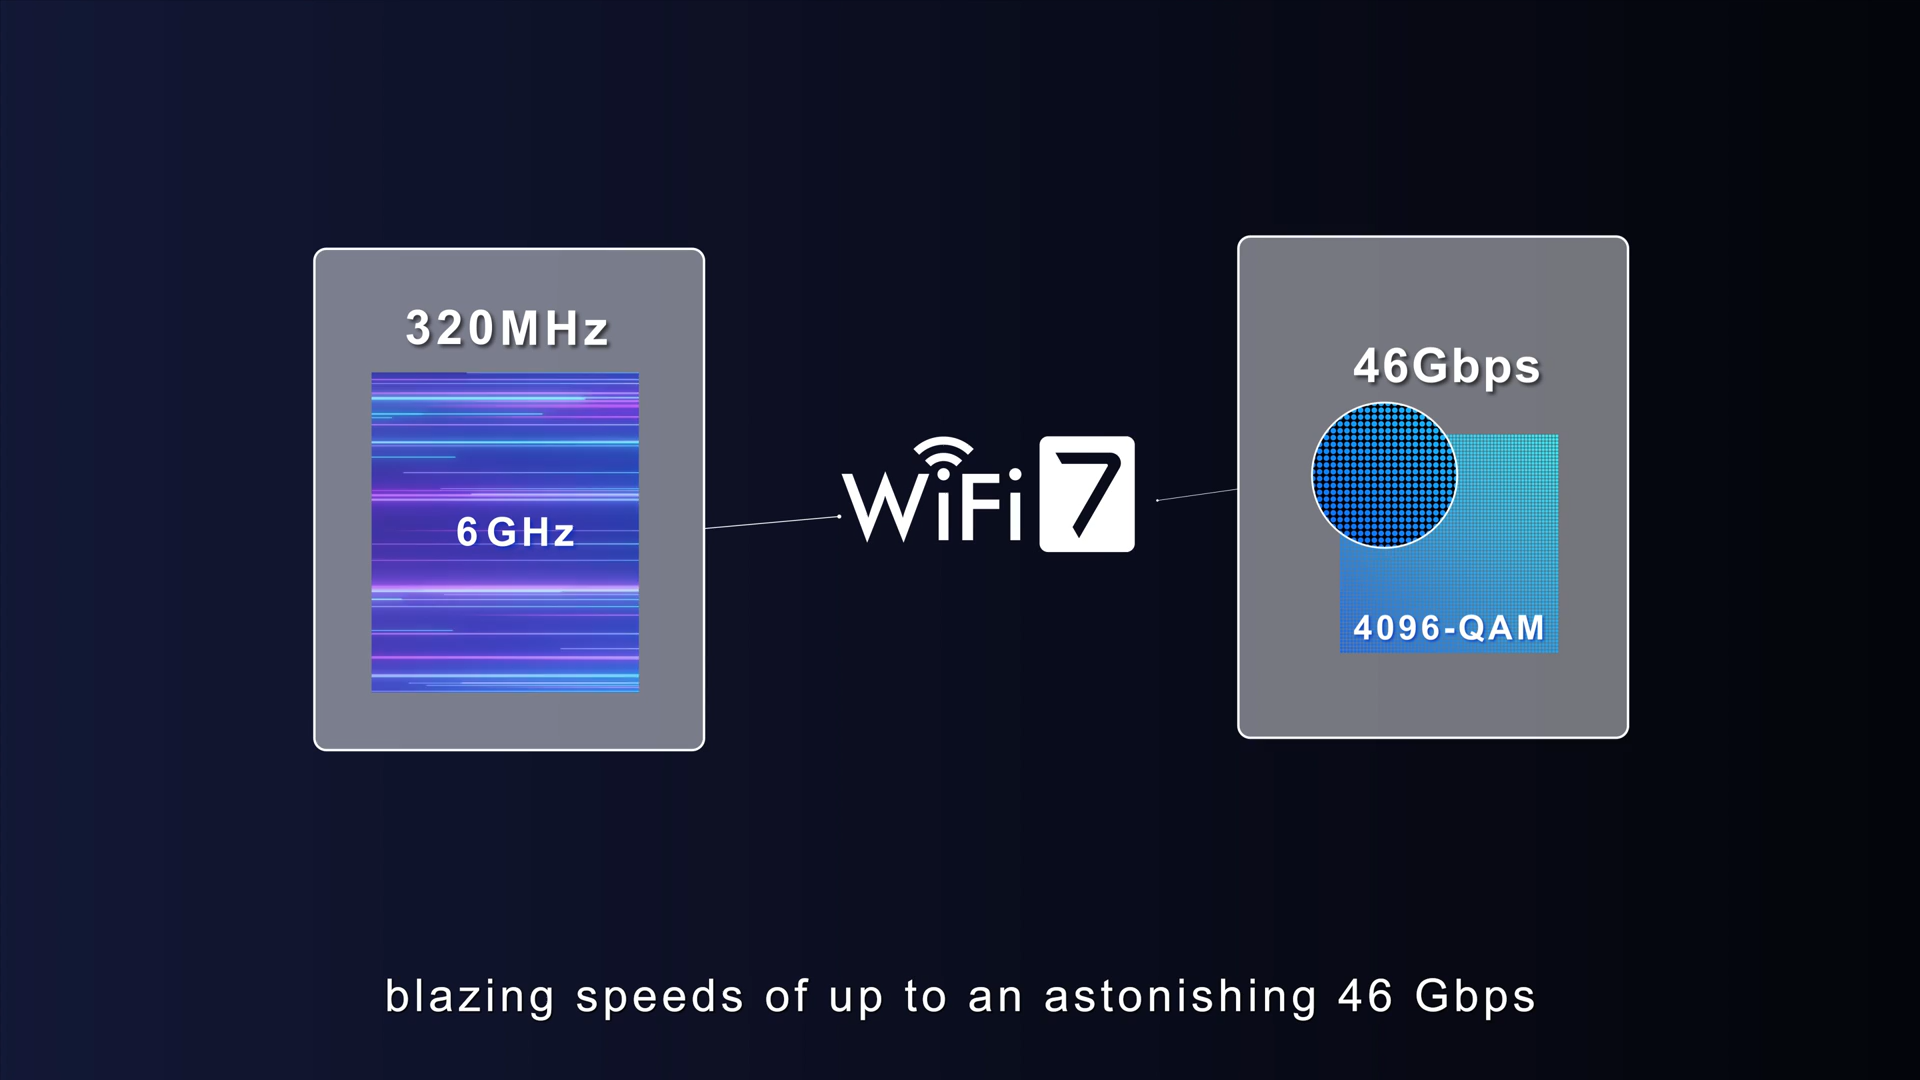 320MHz
6 GHz
WiFi 7
46Gbps
4096-QAM
blazing speeds of up to an astonishing 46 Gbps